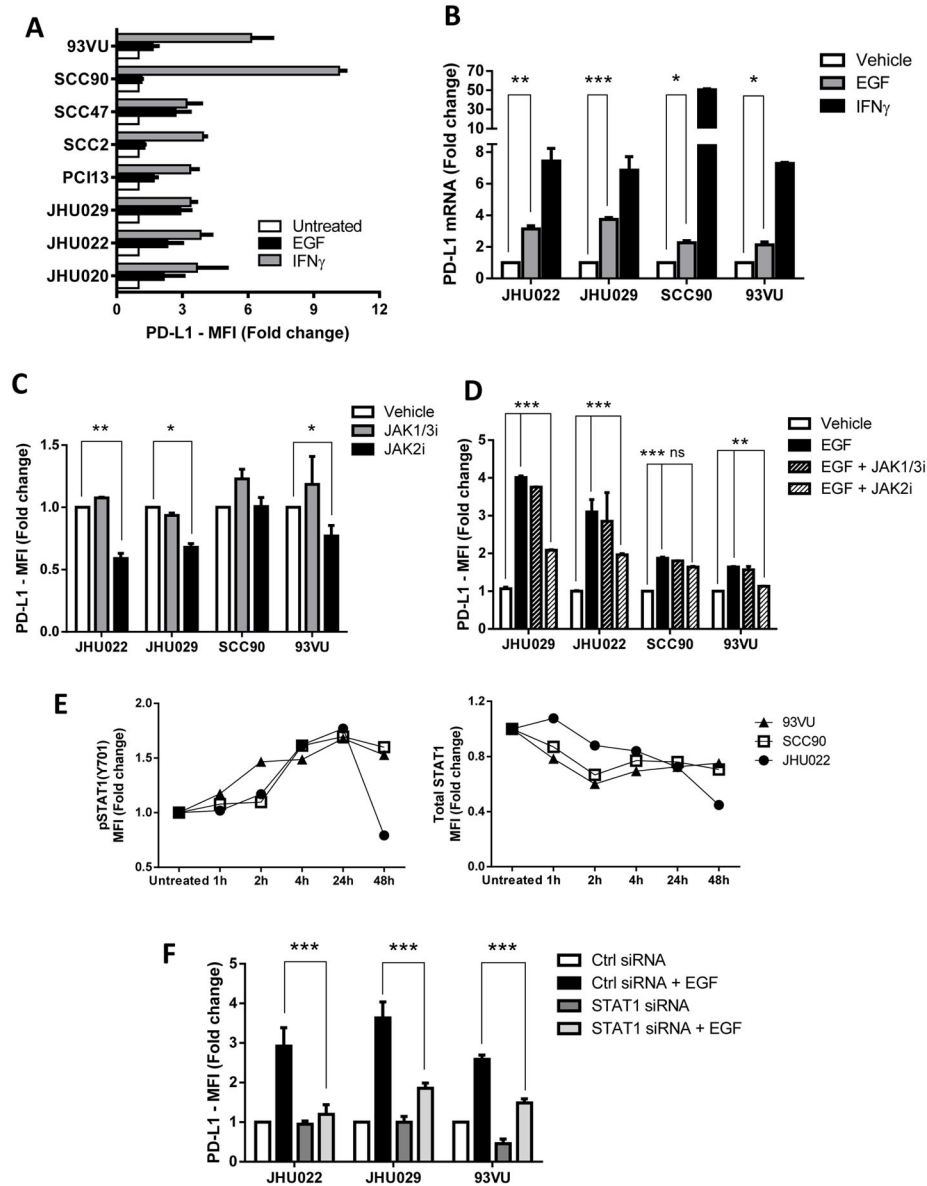 A
93VU
SCC90
SCC47
SCC2
PCI13
JHU029
JHU022
JHU020
Untreated
EGF
IFNγ
0 3 6 9 12
PD-L1 - MFI (Fold change)
B
Vehicle
EGF
IFNγ
PD-L1 mRNA (Fold change)
70
50
30
10
8
6
4
2
0
** *** * *
JHU022 JHU029 SCC90 93VU
C
Vehicle
JAK1/3i
JAK2i
PD-L1 - MFI (Fold change)
1.5
1.0
0.5
0.0
** * *
JHU022 JHU029 SCC90 93VU
D
Vehicle
EGF
EGF + JAK1/3i
EGF + JAK2i
PD-L1 - MFI (Fold change)
5
4
3
2
1
0
*** *** *** ns **
JHU029 JHU022 SCC90 93VU
E
pSTAT1(Y701)
MFI (Fold change)
2.0
1.5
1.0
0.5
Untreated 1h 2h 4h 24h 48h
Total STAT1
MFI (Fold change)
1.2
0.8
0.4
0.0
Untreated 1h 2h 4h 24h 48h
93VU
SCC90
JHU022
F
Ctrl siRNA
Ctrl siRNA + EGF
STAT1 siRNA
STAT1 siRNA + EGF
PD-L1 - MFI (Fold change)
5
4
3
2
1
0
*** *** ***
JHU022 JHU029 93VU